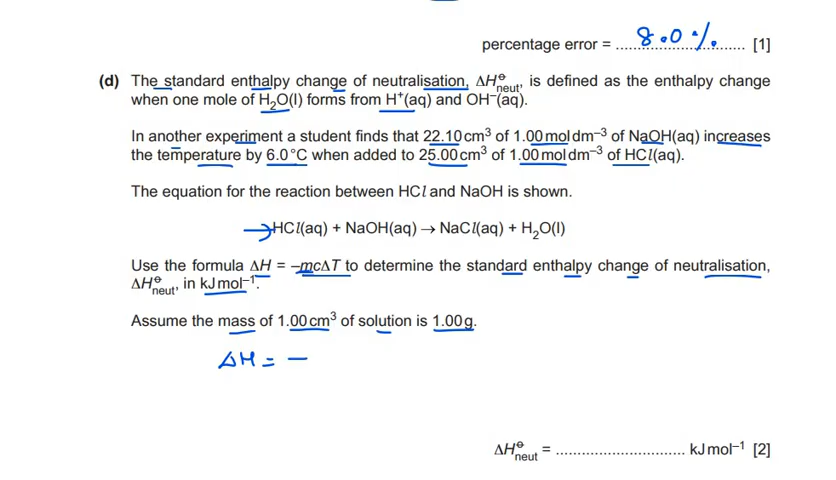 percentage error = ........8.0 %........ [1]
(d) The standard enthalpy change of neutralisation, ΔH⦵neut, is defined as the enthalpy change
when one mole of H₂O(l) forms from H⁺(aq) and OH⁻(aq).
In another experiment a student finds that 22.10 cm³ of 1.00 mol dm⁻³ of NaOH(aq) increases
the temperature by 6.0 °C when added to 25.00 cm³ of 1.00 mol dm⁻³ of HCl(aq).
The equation for the reaction between HCl and NaOH is shown.
→HCl(aq) + NaOH(aq) → NaCl(aq) + H₂O(l)
Use the formula ΔH = –mcΔT to determine the standard enthalpy change of neutralisation,
ΔH⦵neut, in kJ mol⁻¹.
Assume the mass of 1.00 cm³ of solution is 1.00 g.
ΔH = –
ΔH⦵neut = .............................. kJ mol⁻¹ [2]